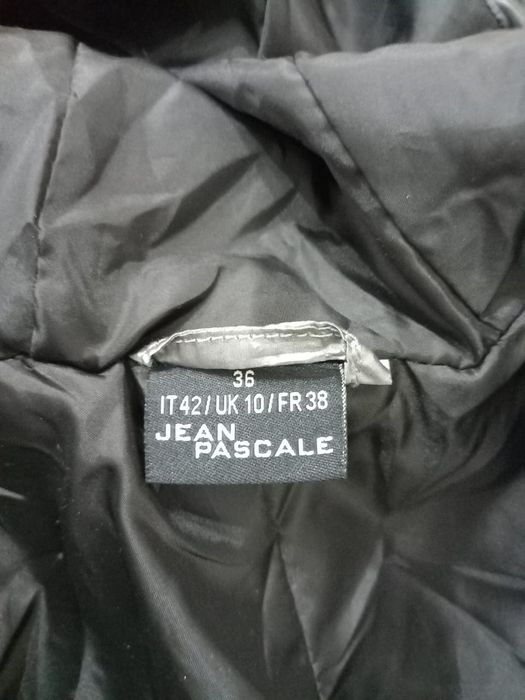 36
IT 42 / UK 10 / FR 38
JEAN
PASCALE